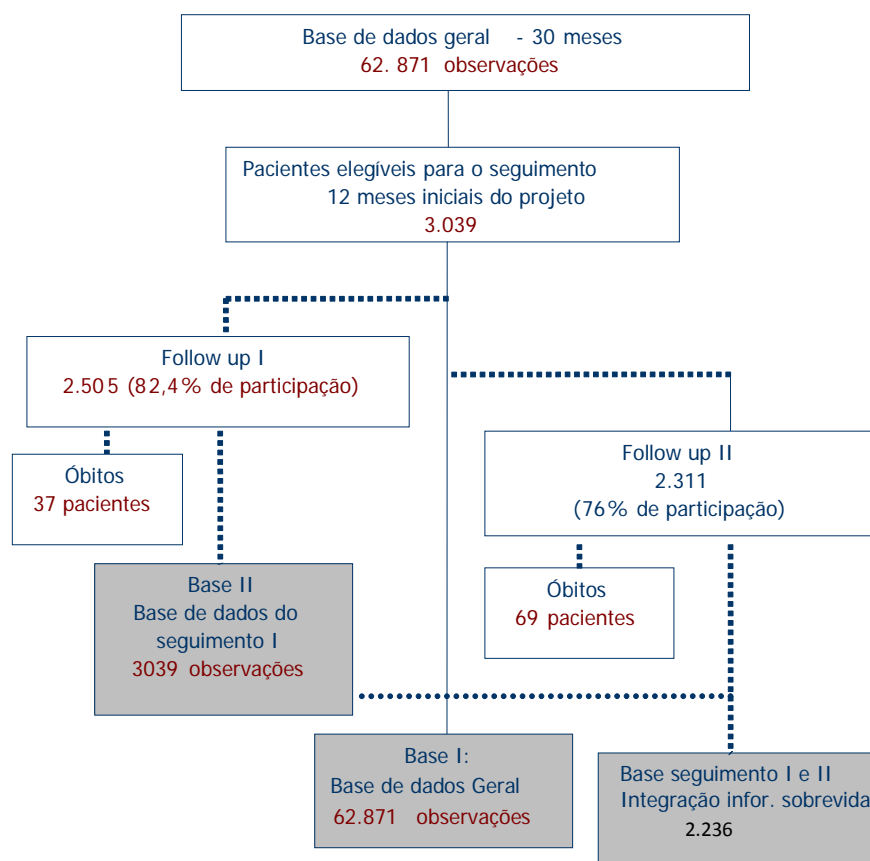 Base de dados geral - 30 meses
62. 871 observações
Pacientes elegíveis para o seguimento
12 meses iniciais do projeto
3.039
Follow up I
2.505 (82,4% de participação)
Óbitos
37 pacientes
Follow up II
2.311
(76% de participação)
Óbitos
69 pacientes
Base II
Base de dados do
seguimento I
3039 observações
Base I:
Base de dados Geral
62.871 observações
Base seguimento I e II
Integração infor. sobrevida
2.236